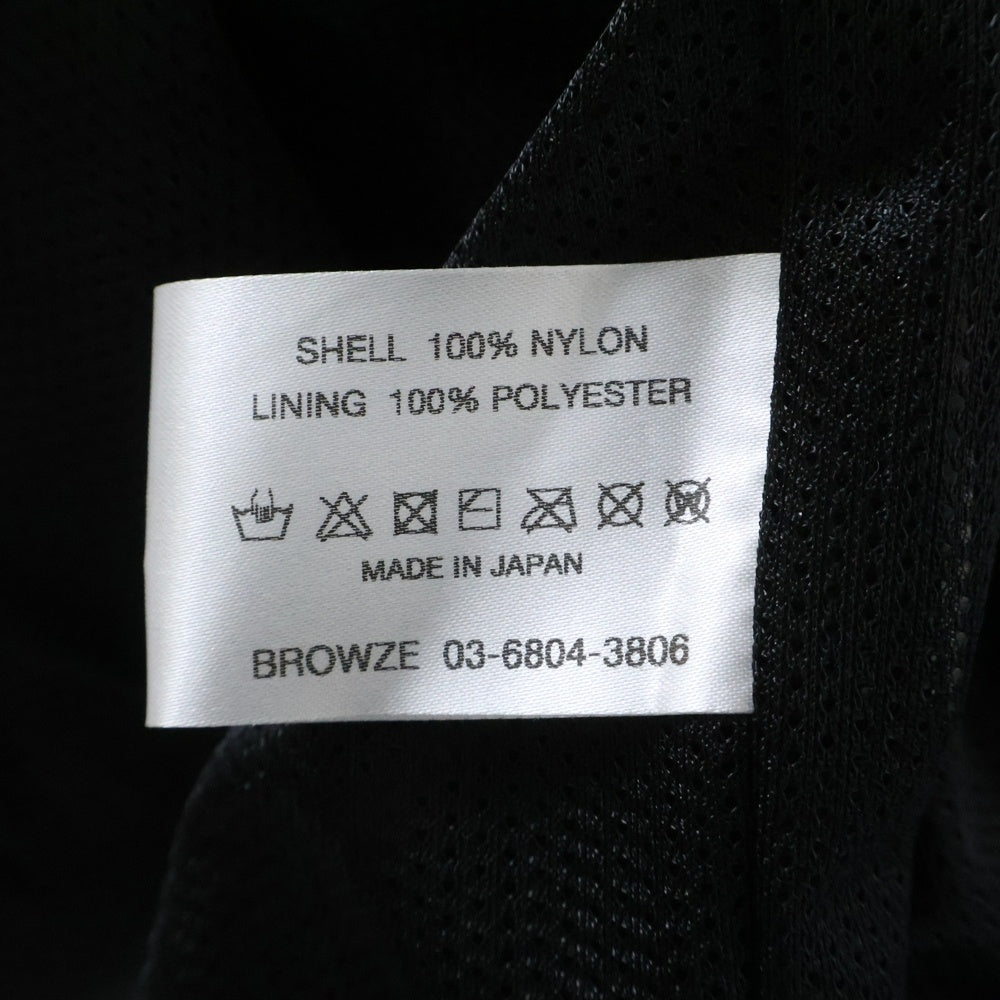 SHELL 100% NYLON
LINING 100% POLYESTER
W
MADE IN JAPAN
BROWZE 03-6804-3806